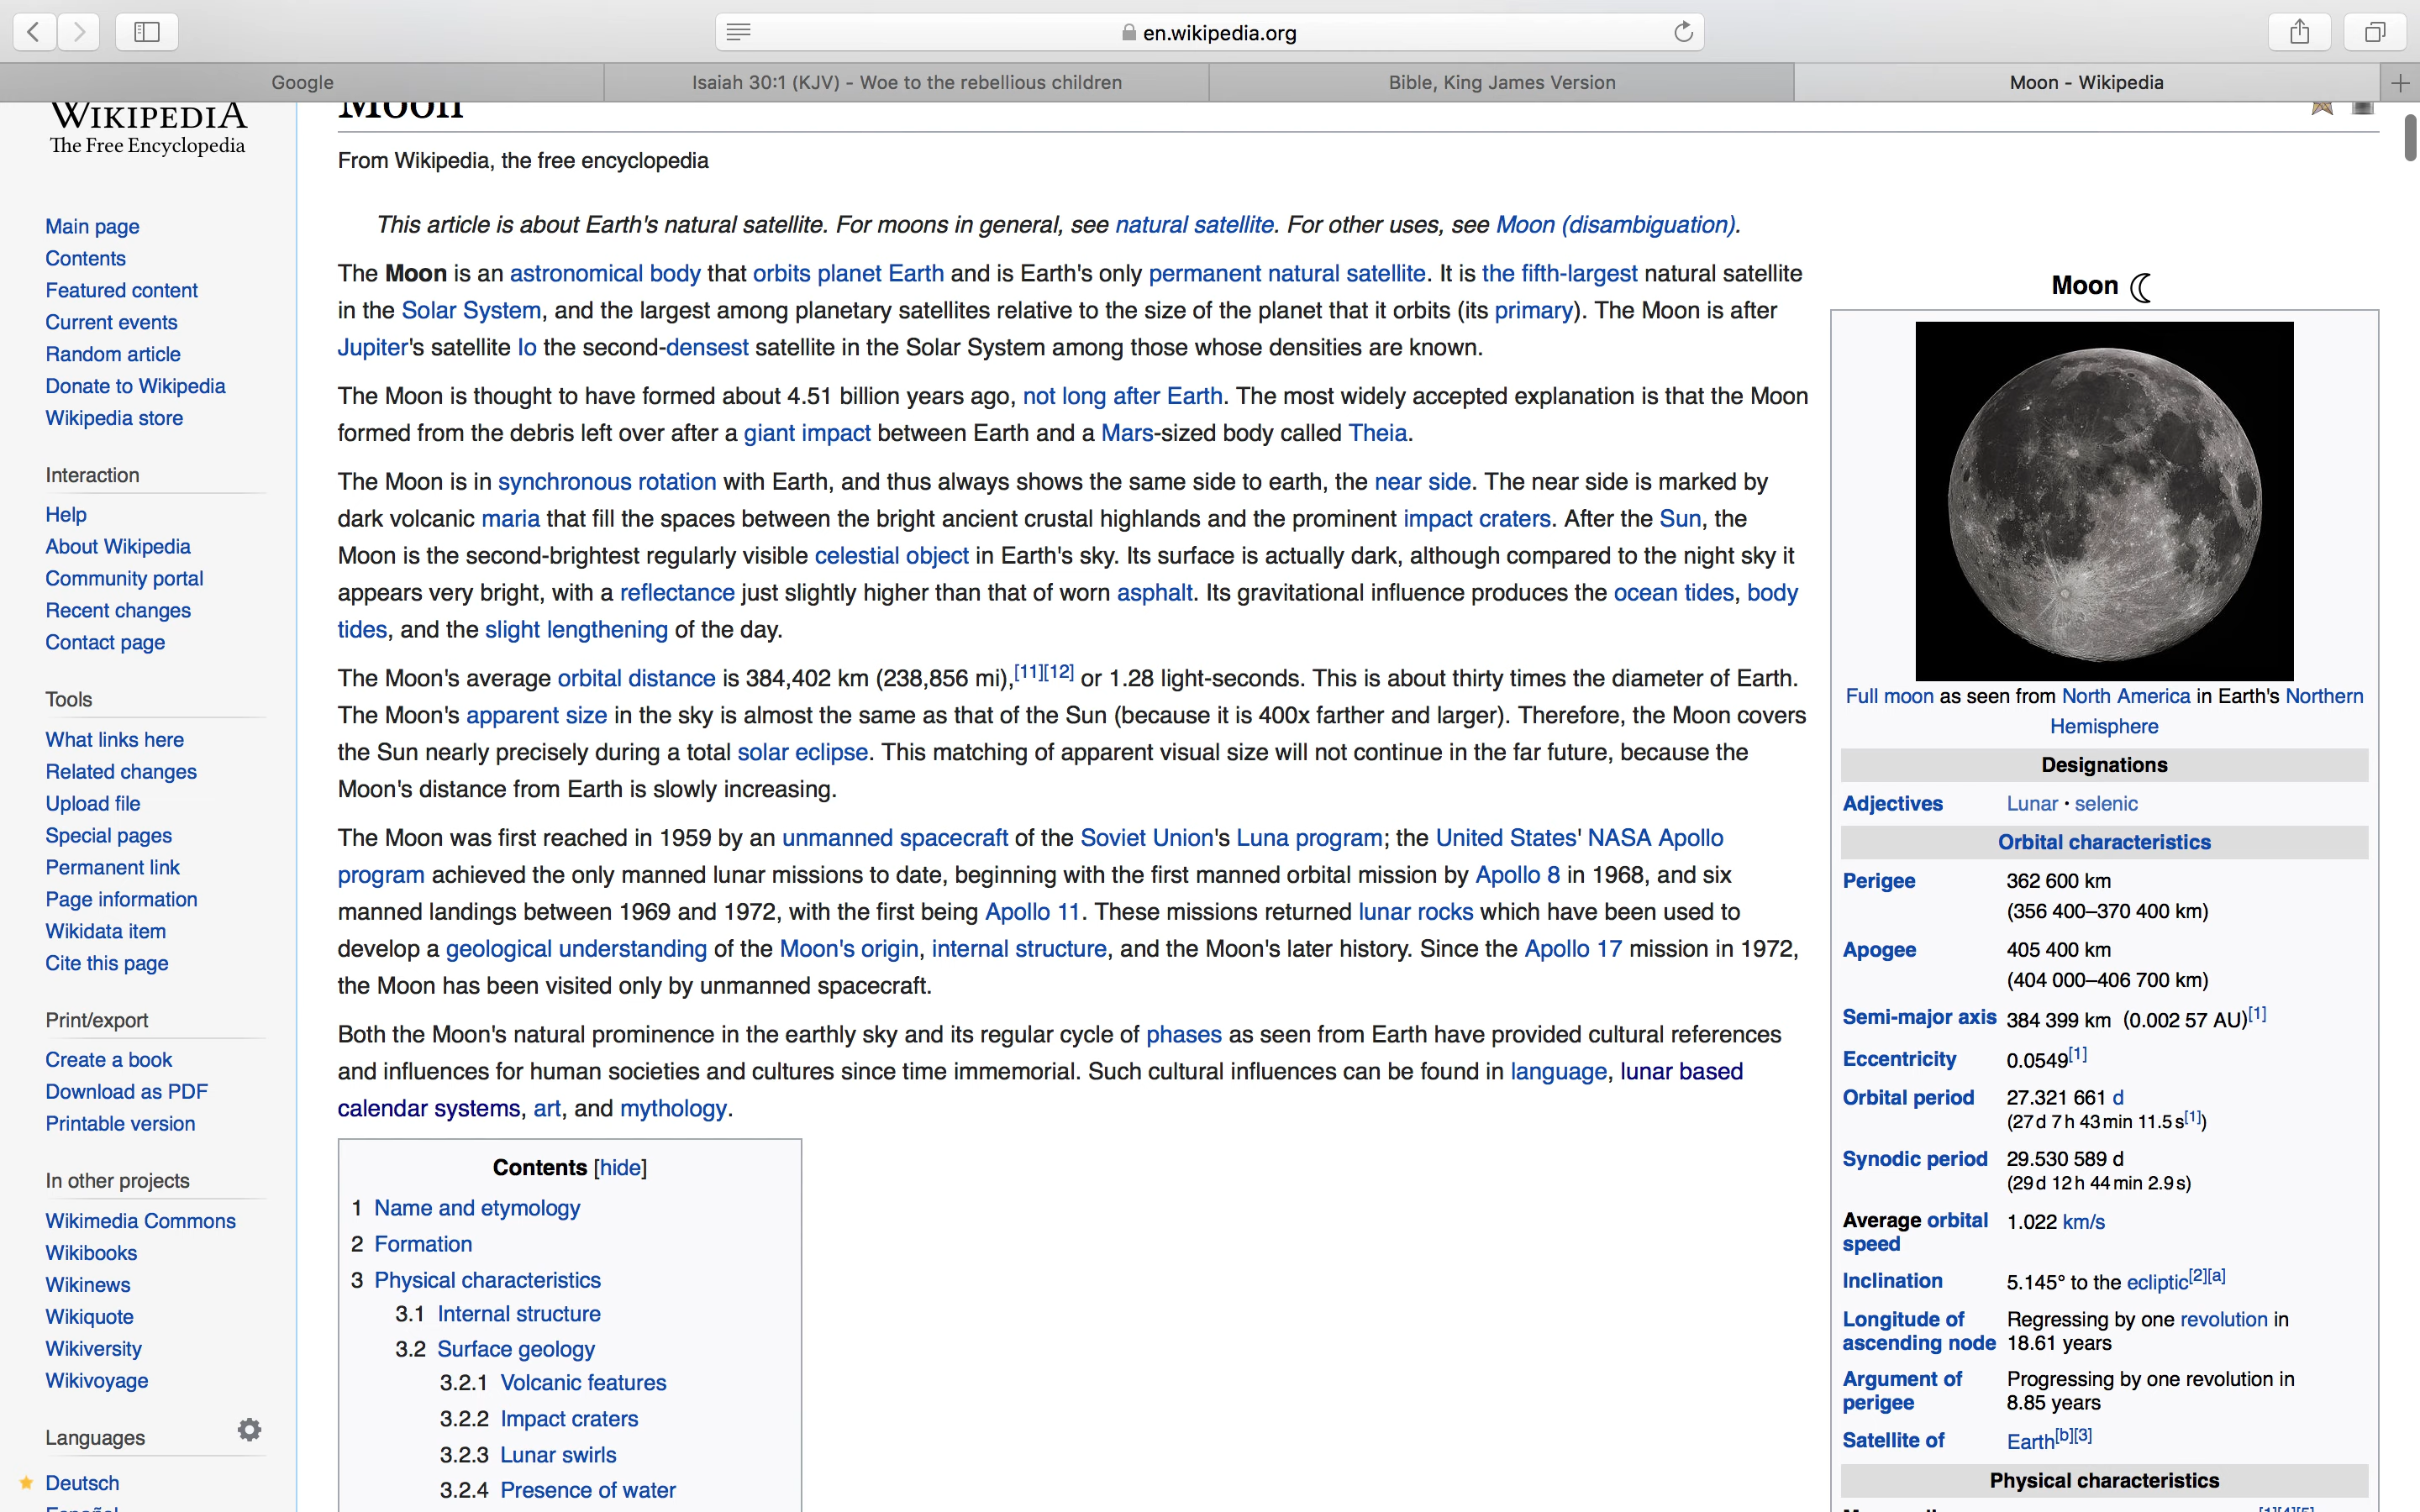 en.wikipedia.org
Google
Isaiah 30:1 (KJV) - Woe to the rebellious children
Bible, King James Version
Moon - Wikipedia
WIKIPEDIA
The Free Encyclopedia
Main page
Contents
Featured content
Current events
Random article
Donate to Wikipedia
Wikipedia store
Interaction
Help
About Wikipedia
Community portal
Recent changes
Contact page
Tools
What links here
Related changes
Upload file
Special pages
Permanent link
Page information
Wikidata item
Cite this page
Print/export
Create a book
Download as PDF
Printable version
In other projects
Wikimedia Commons
Wikibooks
Wikinews
Wikiquote
Wikiversity
Wikivoyage
Languages
Deutsch
Español
Moon
From Wikipedia, the free encyclopedia
This article is about Earth's natural satellite. For moons in general, see natural satellite. For other uses, see Moon (disambiguation).
The Moon is an astronomical body that orbits planet Earth and is Earth's only permanent natural satellite. It is the fifth-largest natural satellite
in the Solar System, and the largest among planetary satellites relative to the size of the planet that it orbits (its primary). The Moon is after
Jupiter's satellite Io the second-densest satellite in the Solar System among those whose densities are known.
The Moon is thought to have formed about 4.51 billion years ago, not long after Earth. The most widely accepted explanation is that the Moon
formed from the debris left over after a giant impact between Earth and a Mars-sized body called Theia.
The Moon is in synchronous rotation with Earth, and thus always shows the same side to earth, the near side. The near side is marked by
dark volcanic maria that fill the spaces between the bright ancient crustal highlands and the prominent impact craters. After the Sun, the
Moon is the second-brightest regularly visible celestial object in Earth's sky. Its surface is actually dark, although compared to the night sky it
appears very bright, with a reflectance just slightly higher than that of worn asphalt. Its gravitational influence produces the ocean tides, body
tides, and the slight lengthening of the day.
The Moon's average orbital distance is 384,402 km (238,856 mi),[11][12] or 1.28 light-seconds. This is about thirty times the diameter of Earth.
The Moon's apparent size in the sky is almost the same as that of the Sun (because it is 400x farther and larger). Therefore, the Moon covers
the Sun nearly precisely during a total solar eclipse. This matching of apparent visual size will not continue in the far future, because the
Moon's distance from Earth is slowly increasing.
The Moon was first reached in 1959 by an unmanned spacecraft of the Soviet Union's Luna program; the United States' NASA Apollo
program achieved the only manned lunar missions to date, beginning with the first manned orbital mission by Apollo 8 in 1968, and six
manned landings between 1969 and 1972, with the first being Apollo 11. These missions returned lunar rocks which have been used to
develop a geological understanding of the Moon's origin, internal structure, and the Moon's later history. Since the Apollo 17 mission in 1972,
the Moon has been visited only by unmanned spacecraft.
Both the Moon's natural prominence in the earthly sky and its regular cycle of phases as seen from Earth have provided cultural references
and influences for human societies and cultures since time immemorial. Such cultural influences can be found in language, lunar based
calendar systems, art, and mythology.
Contents [hide]
1 Name and etymology
2 Formation
3 Physical characteristics
3.1 Internal structure
3.2 Surface geology
3.2.1 Volcanic features
3.2.2 Impact craters
3.2.3 Lunar swirls
3.2.4 Presence of water
Moon ☾
Full moon as seen from North America in Earth's Northern
Hemisphere
Designations
Adjectives Lunar · selenic
Orbital characteristics
Perigee 362 600 km
(356 400–370 400 km)
Apogee 405 400 km
(404 000–406 700 km)
Semi-major axis 384 399 km (0.002 57 AU)[1]
Eccentricity 0.0549[1]
Orbital period 27.321 661 d
(27 d 7 h 43 min 11.5 s[1])
Synodic period 29.530 589 d
(29 d 12 h 44 min 2.9 s)
Average orbital 1.022 km/s
speed
Inclination 5.145° to the ecliptic[2][a]
Longitude of Regressing by one revolution in
ascending node 18.61 years
Argument of Progressing by one revolution in
perigee 8.85 years
Satellite of Earth[b][3]
Physical characteristics